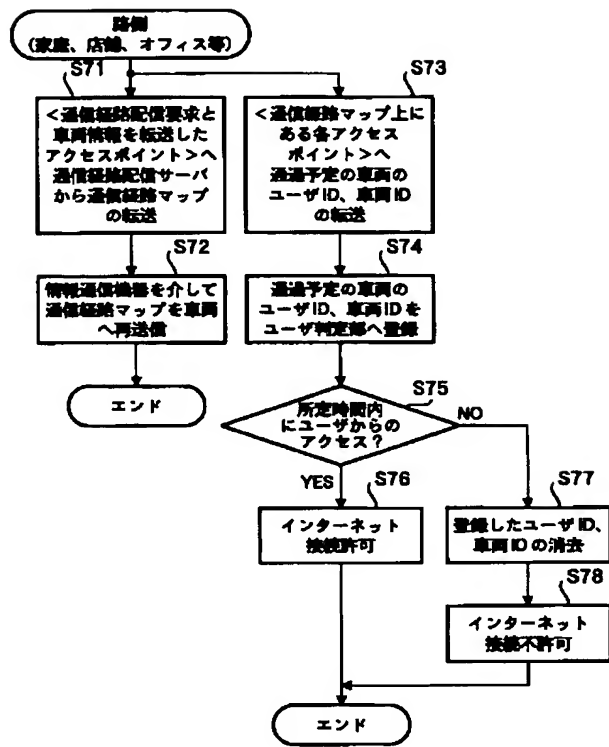 路側
(家庭、店舗、オフィス等)
S71
<通信経路配信要求と
車両情報を転送した
アクセスポイント>へ
通信経路配信サーバ
から通信経路マップ
の転送
S72
情報通信機器を介して
通信経路マップを車両
へ再送信
エンド
S73
<通信経路マップ上に
ある各アクセス
ポイント>へ
通過予定の車両の
ユーザID、車両ID
の転送
S74
通過予定の車両の
ユーザID、車両IDを
ユーザ判定部へ登録
S75
所定時間内
にユーザからの
アクセス?
NO
YES
S76
インターネット
接続許可
S77
登録したユーザID、
車両IDの消去
S78
インターネット
接続不許可
エンド